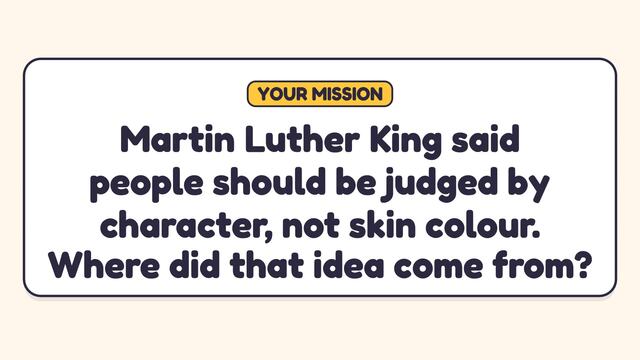 YOUR MISSION
Martin Luther King said
people should be judged by
character, not skin colour.
Where did that idea come from?